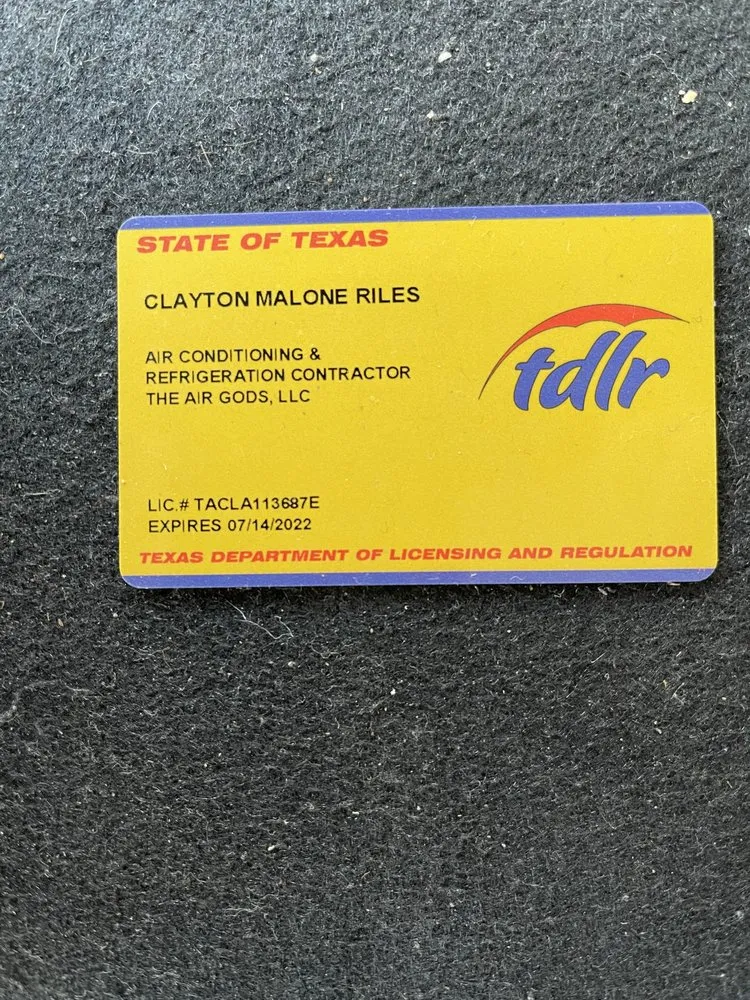 STATE OF TEXAS
CLAYTON MALONE RILES
AIR CONDITIONING &
REFRIGERATION CONTRACTOR
THE AIR GODS, LLC
tdlr
LIC.# TACLA113687E
EXPIRES 07/14/2022
TEXAS DEPARTMENT OF LICENSING AND REGULATION